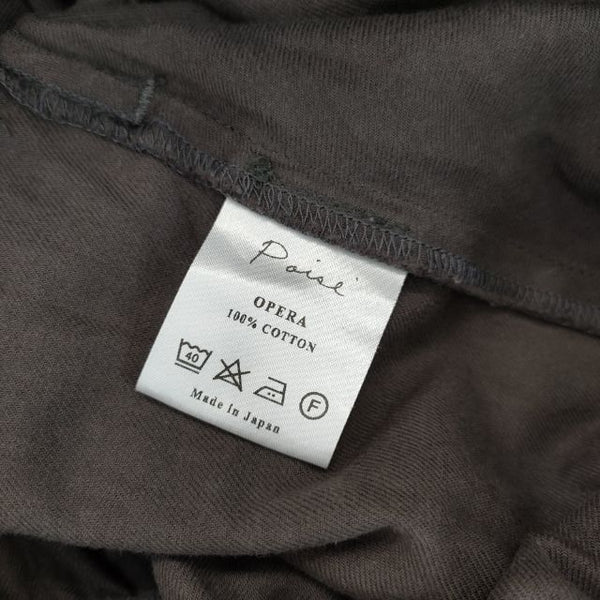 Poisé
OPERA
100% COTTON
40
F
Made in Japan